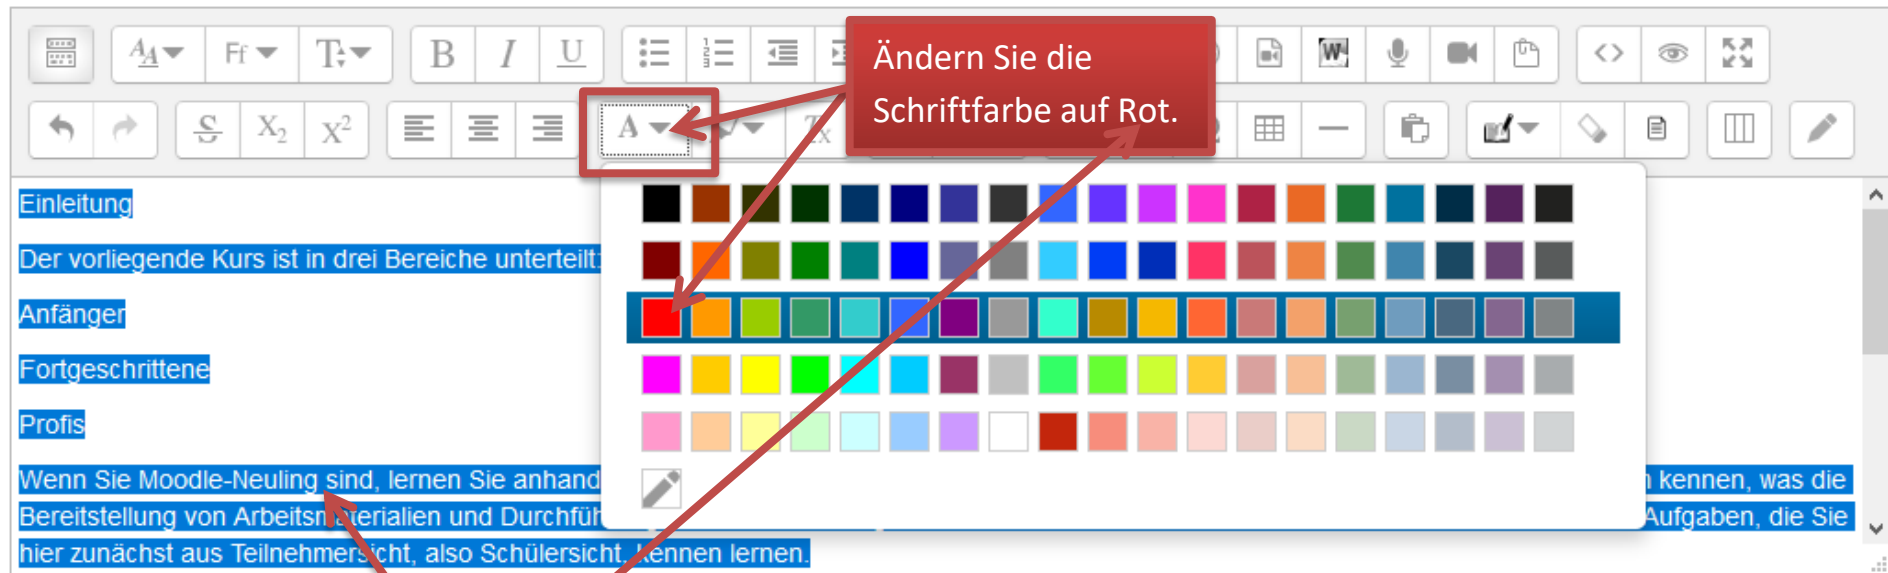 Ändern Sie die
Schriftfarbe auf Rot.
Einleitung
Der vorliegende Kurs ist in drei Bereiche unterteilt:
Anfänger
Fortgeschrittene
Profis
Wenn Sie Moodle-Neuling sind, lernen Sie anhand kennen, was die
Bereitstellung von Arbeitsmaterialien und Aufgaben, die Sie
hier zunächst aus Teilnehmersicht, also Schülersicht, kennen lernen.